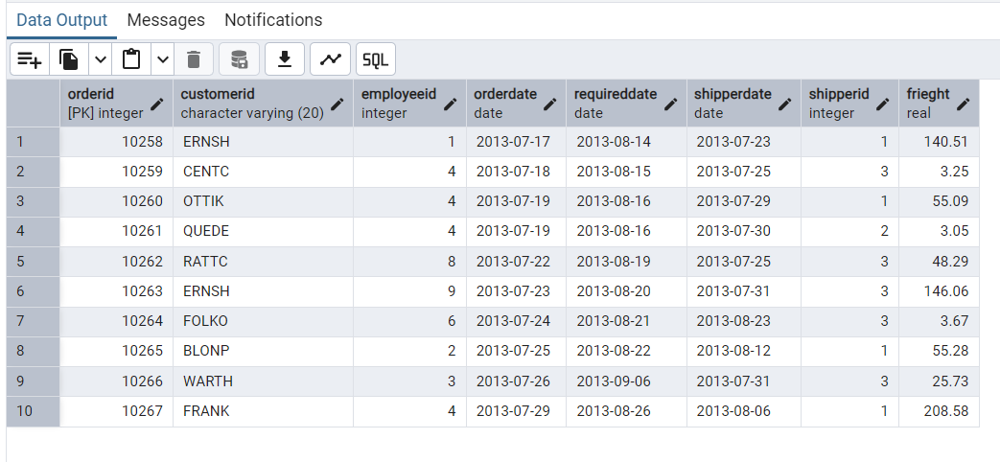 Data Output Messages Notifications
SQL
orderid customerid employeeid orderdate requireddate shipperdate shipperid frieght
[PK] integer character varying (20) integer date date date integer real
1 10258 ERNSH 1 2013-07-17 2013-08-14 2013-07-23 1 140.51
2 10259 CENTC 4 2013-07-18 2013-08-15 2013-07-25 3 3.25
3 10260 OTTIK 4 2013-07-19 2013-08-16 2013-07-29 1 55.09
4 10261 QUEDE 4 2013-07-19 2013-08-16 2013-07-30 2 3.05
5 10262 RATTC 8 2013-07-22 2013-08-19 2013-07-25 3 48.29
6 10263 ERNSH 9 2013-07-23 2013-08-20 2013-07-31 3 146.06
7 10264 FOLKO 6 2013-07-24 2013-08-21 2013-08-23 3 3.67
8 10265 BLONP 2 2013-07-25 2013-08-22 2013-08-12 1 55.28
9 10266 WARTH 3 2013-07-26 2013-09-06 2013-07-31 3 25.73
10 10267 FRANK 4 2013-07-29 2013-08-26 2013-08-06 1 208.58